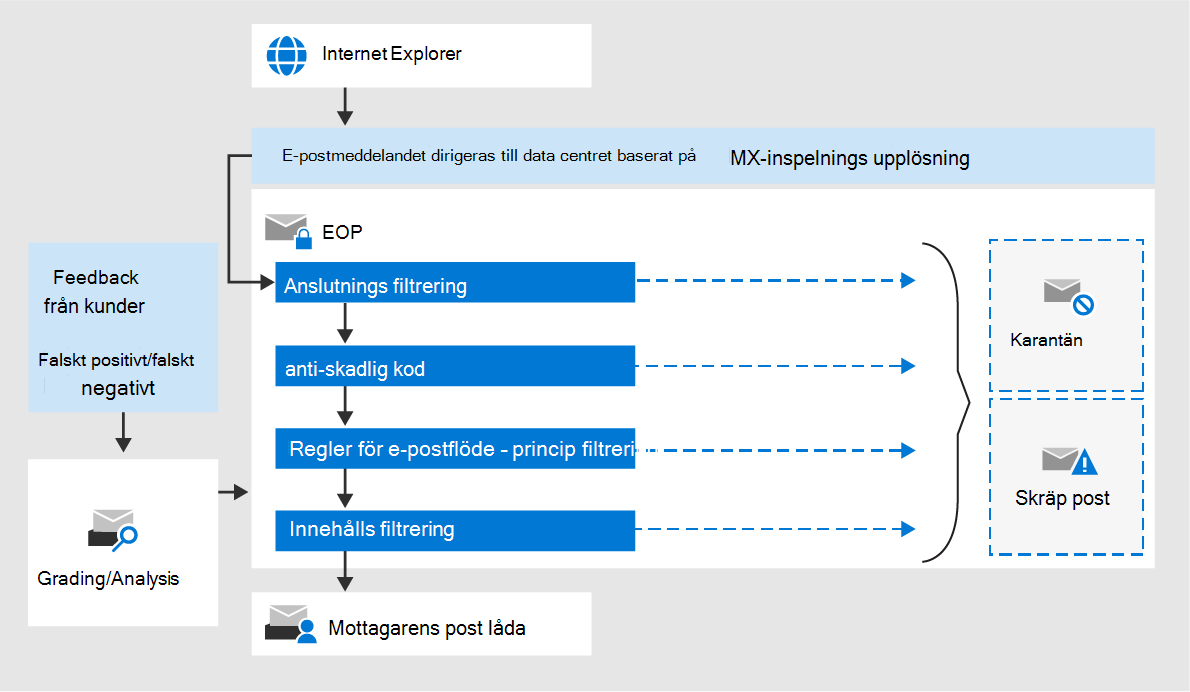 Internet Explorer
E-postmeddelandet dirigeras till data centret baserat på MX-inspelnings upplösning
EOP
Anslutnings filtrering
anti-skadlig kod
Regler för e-postflöde - princip
Innehålls filtrering
Mottagarens post låda
Feedback
från kunder
Falskt positivt/falskt
negativt
Grading/Analysis
Karantän
Skräp post